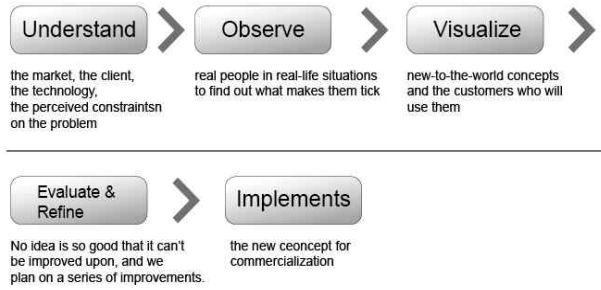 Understand
the market, the client,
the technology,
the perceived constraintsn
on the problem
Observe
real people in real-life situations
to find out what makes them tick
Visualize
new-to-the-world concepts
and the customers who will
use them
Evaluate &
Refine
No idea is so good that it can't
be improved upon, and we
plan on a series of improvements.
Implements
the new ceoncept for
commercialization